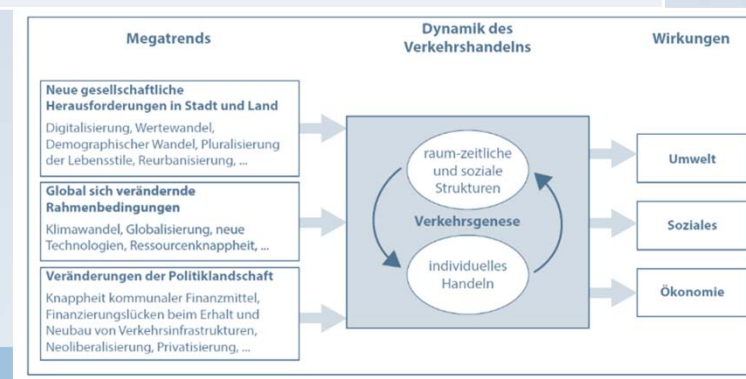 Megatrends
Dynamik des
Verkehrshandelns
Wirkungen
Neue gesellschaftliche
Herausforderungen in Stadt und Land
Digitalisierung, Wertewandel,
Demographischer Wandel, Pluralisierung
der Lebensstile, Reurbanisierung, ...
Global sich verändernde
Rahmenbedingungen
Klimawandel, Globalisierung, neue
Technologien, Ressourcenknappheit, ...
Veränderungen der Politiklandschaft
Knappheit kommunaler Finanzmittel,
Finanzierungslücken beim Erhalt und
Neubau von Verkehrsinfrastrukturen,
Neoliberalisierung, Privatisierung, ...
raum-zeitliche
und soziale
Strukturen
Verkehrsgenese
individuelles
Handeln
Umwelt
Soziales
Ökonomie